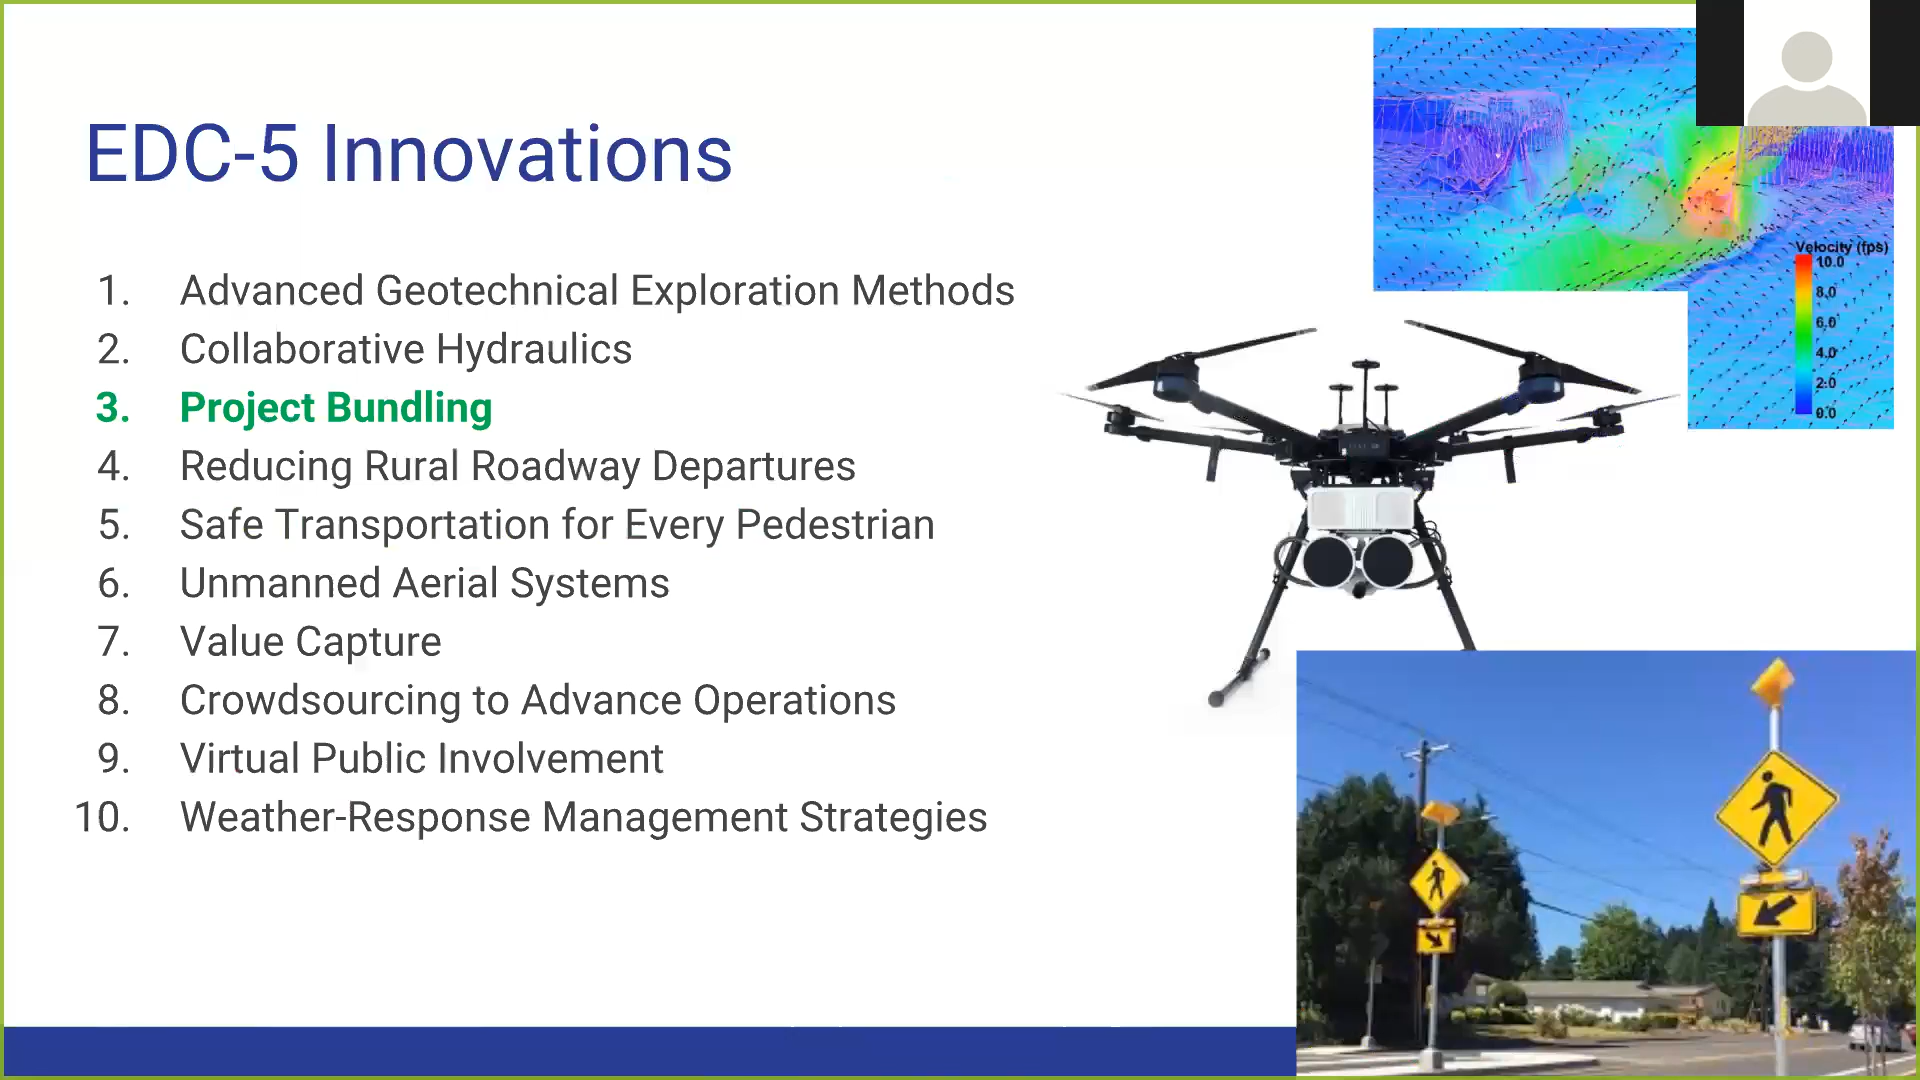 EDC-5 Innovations
1. Advanced Geotechnical Exploration Methods
2. Collaborative Hydraulics
3. Project Bundling
4. Reducing Rural Roadway Departures
5. Safe Transportation for Every Pedestrian
6. Unmanned Aerial Systems
7. Value Capture
8. Crowdsourcing to Advance Operations
9. Virtual Public Involvement
10. Weather-Response Management Strategies
Velocity (fps)
10.0
8.0
6.0
4.0
2.0
0.0